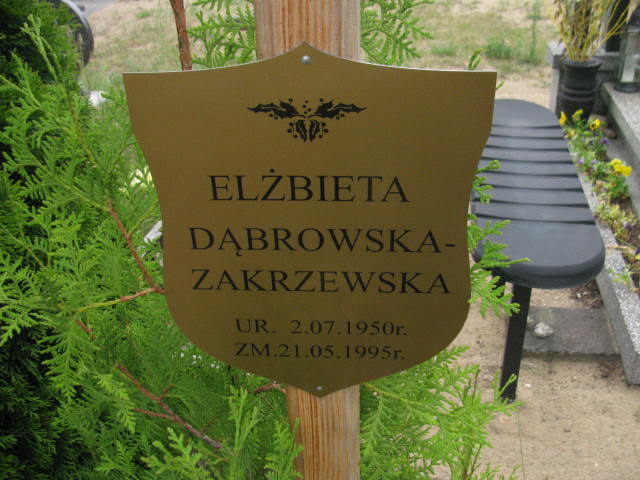 ELŻBIETA
DĄBROWSKA-
ZAKRZEWSKA
UR. 2.07.1950r.
ZM.21.05.1995r.